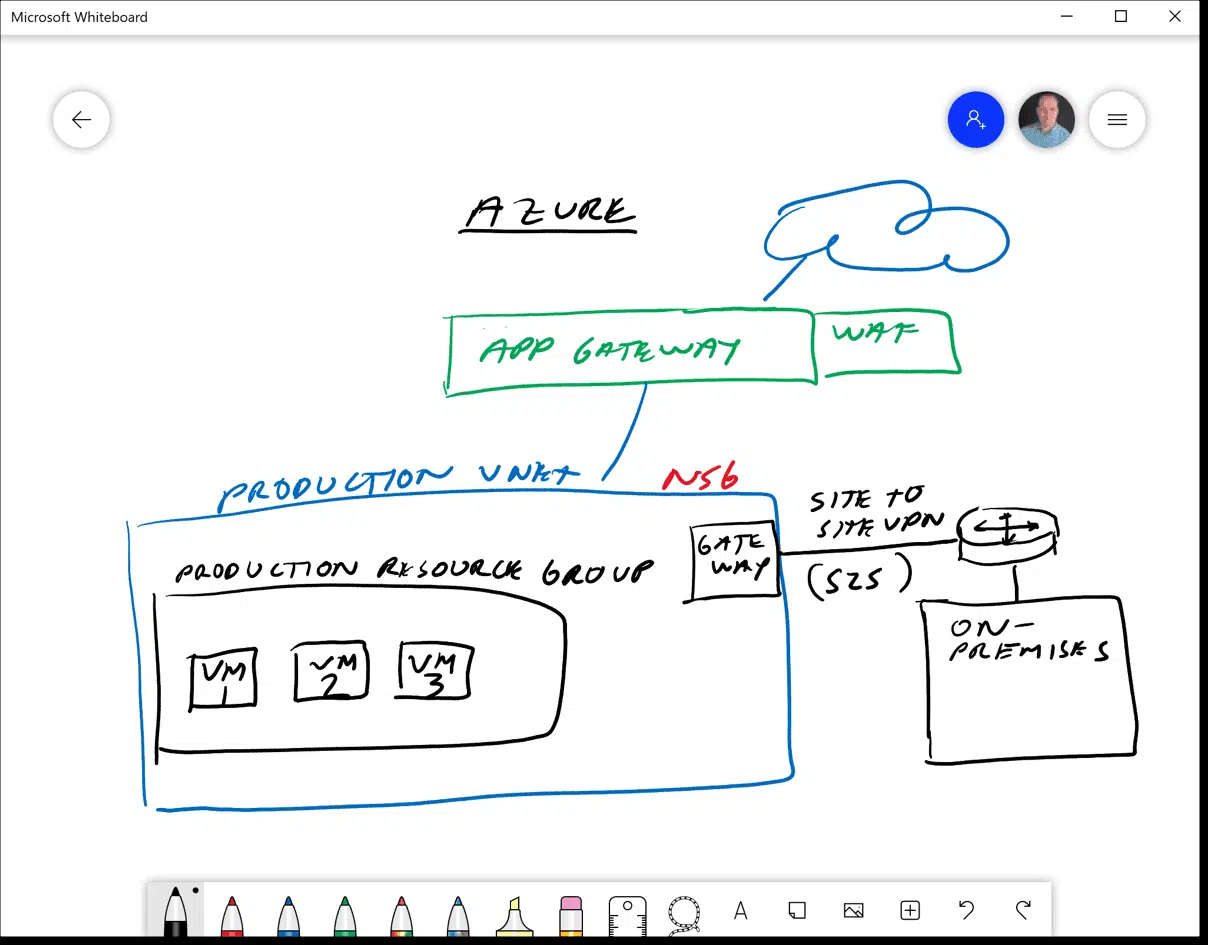 Microsoft Whiteboard
AZURE
APP GATEWAY
WAF
PRODUCTION VNET
NSG
SITE TO
SITE VPN
(S2S)
GATE
WAY
PRODUCTION RESOURCE GROUP
VM
1
VM
2
VM
3
ON-
PREMISES
A